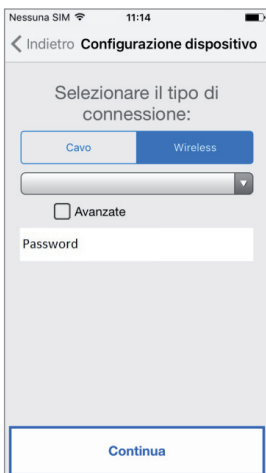 Nessuna SIM 11:14
Indietro Configurazione dispositivo
Selezionare il tipo di
connessione:
Cavo Wireless
Avanzate
Password
Continua